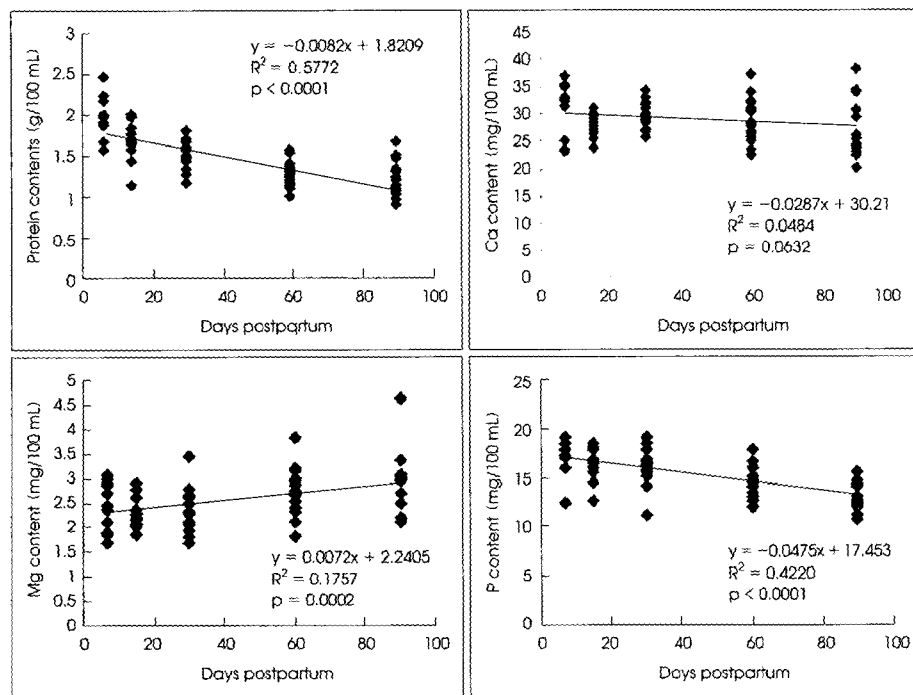 Protein contents (g/100 mL)
3
2.5
2
1.5
1
0.5
0
y = −0.0082x + 1.8209
R² = 0.5772
p < 0.0001
0 20 40 60 80 100
Days postpartum
Ca content (mg/100 mL)
45
40
35
30
25
20
15
10
5
0
y = −0.0287x + 30.21
R² = 0.0484
p = 0.0632
0 20 40 60 80 100
Days postpartum
Mg content (mg/100 mL)
5
4.5
4
3.5
3
2.5
2
1.5
1
0.5
0
y = 0.0072x + 2.2405
R² = 0.1757
p = 0.0002
0 20 40 60 80 100
Days postpartum
P content (mg/100 mL)
25
20
15
10
5
0
y = −0.0475x + 17.453
R² = 0.4220
p < 0.0001
0 20 40 60 80 100
Days postpartum